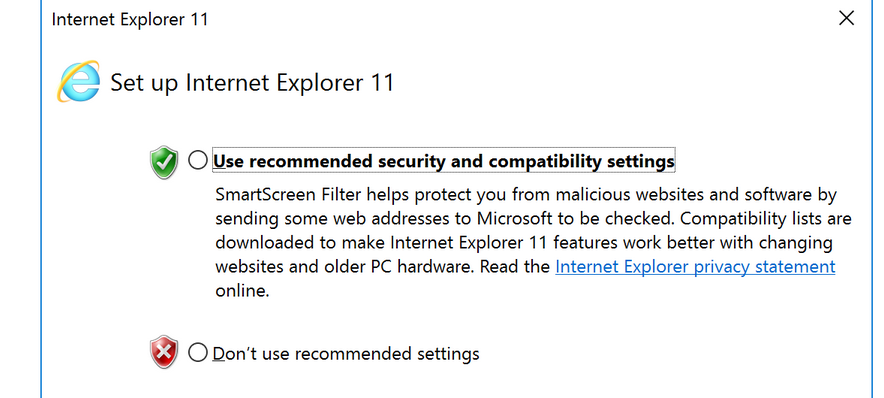 Internet Explorer 11
Set up Internet Explorer 11
Use recommended security and compatibility settings
SmartScreen Filter helps protect you from malicious websites and software by
sending some web addresses to Microsoft to be checked. Compatibility lists are
downloaded to make Internet Explorer 11 features work better with changing
websites and older PC hardware. Read the Internet Explorer privacy statement
online.
Don't use recommended settings